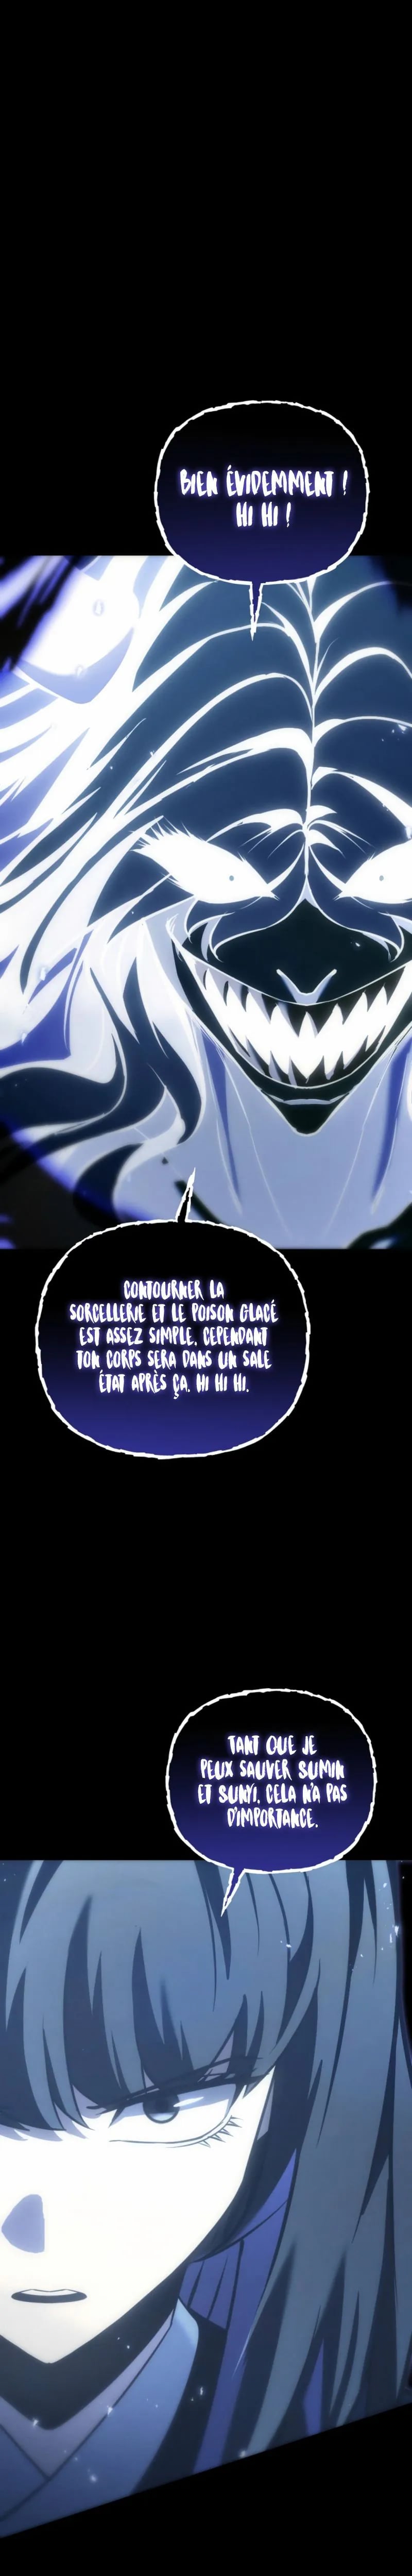 BIEN ÉVIDEMMENT !
HI HI !
CONTOURNER LA
SORCELLERIE ET LE POISON GLACÉ
EST ASSEZ SIMPLE. CEPENDANT
TON CORPS SERA DANS UN SALE
ÉTAT APRÈS ÇA. HI HI HI.
TANT QUE JE
PEUX SAUVER SUMIN
ET SUNYI, CELA N'A PAS
D'IMPORTANCE.